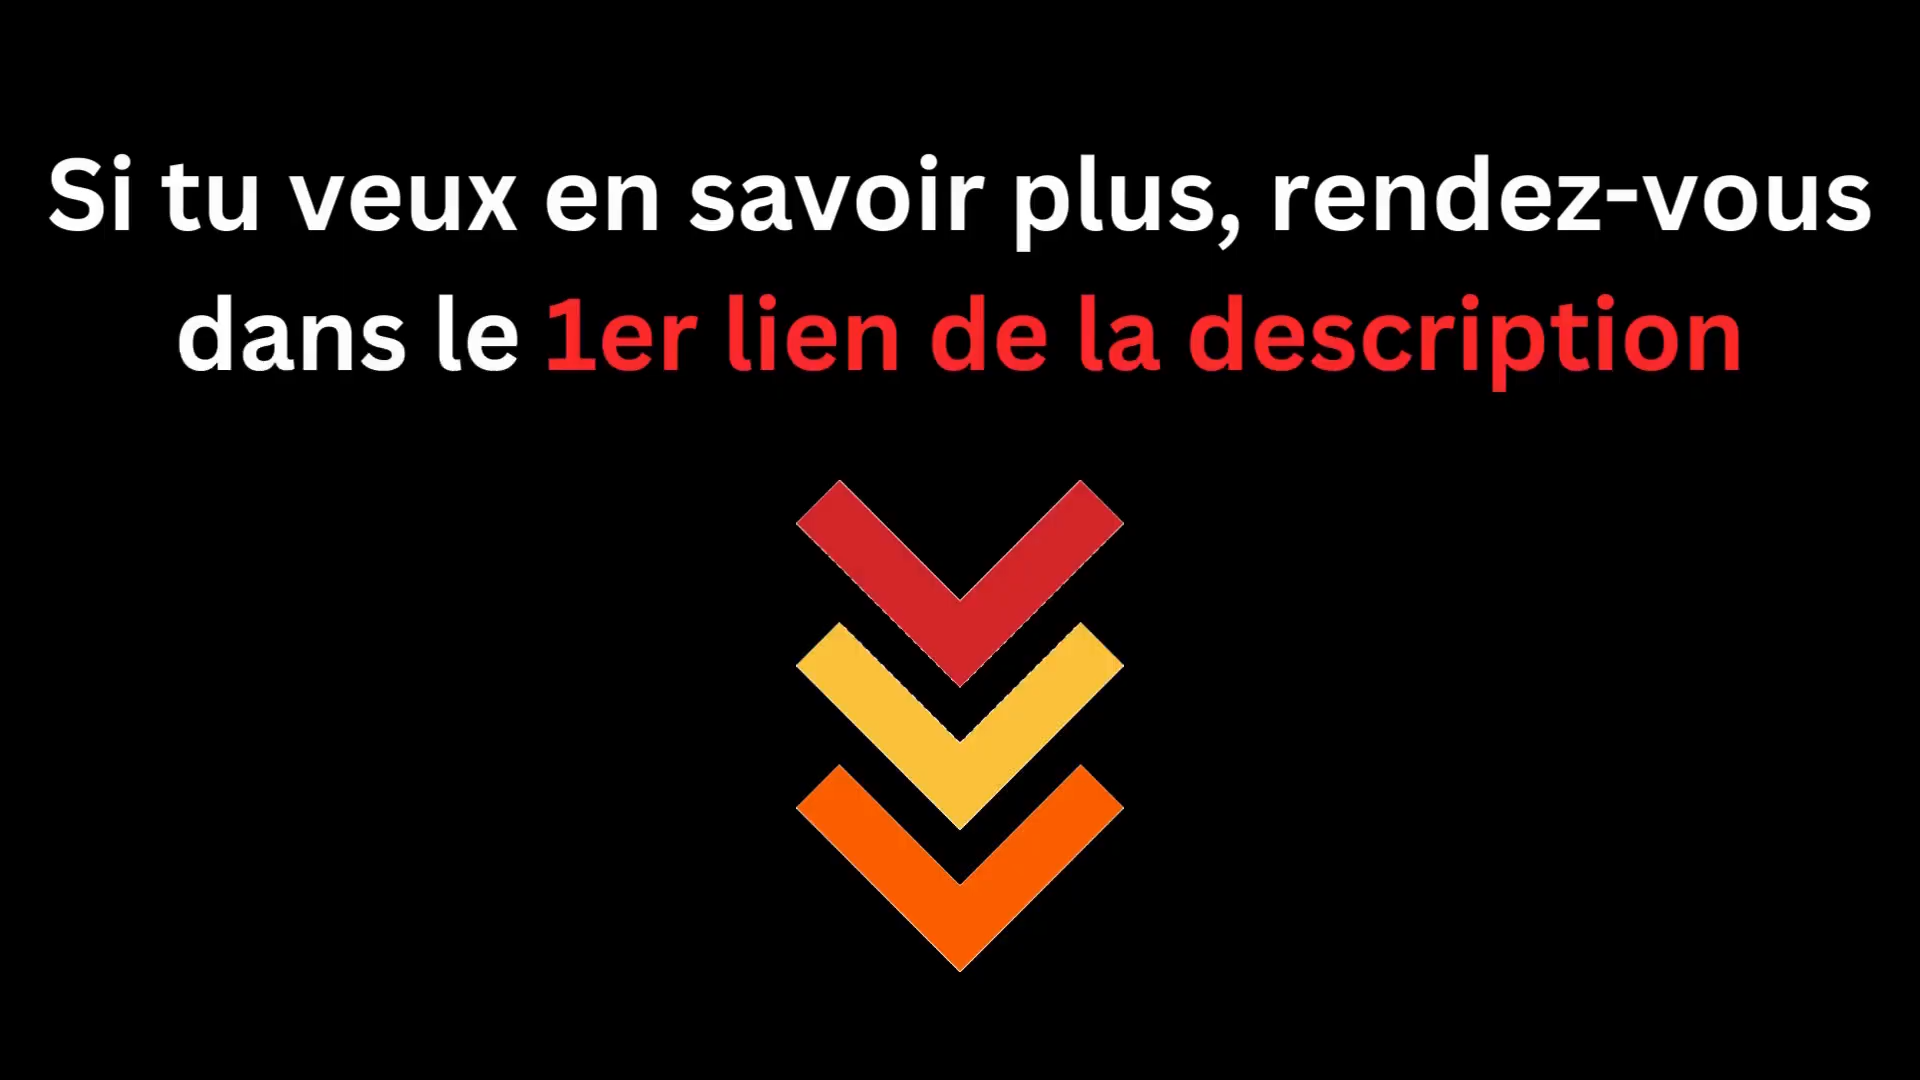 Si tu veux en savoir plus, rendez-vous
dans le 1er lien de la description